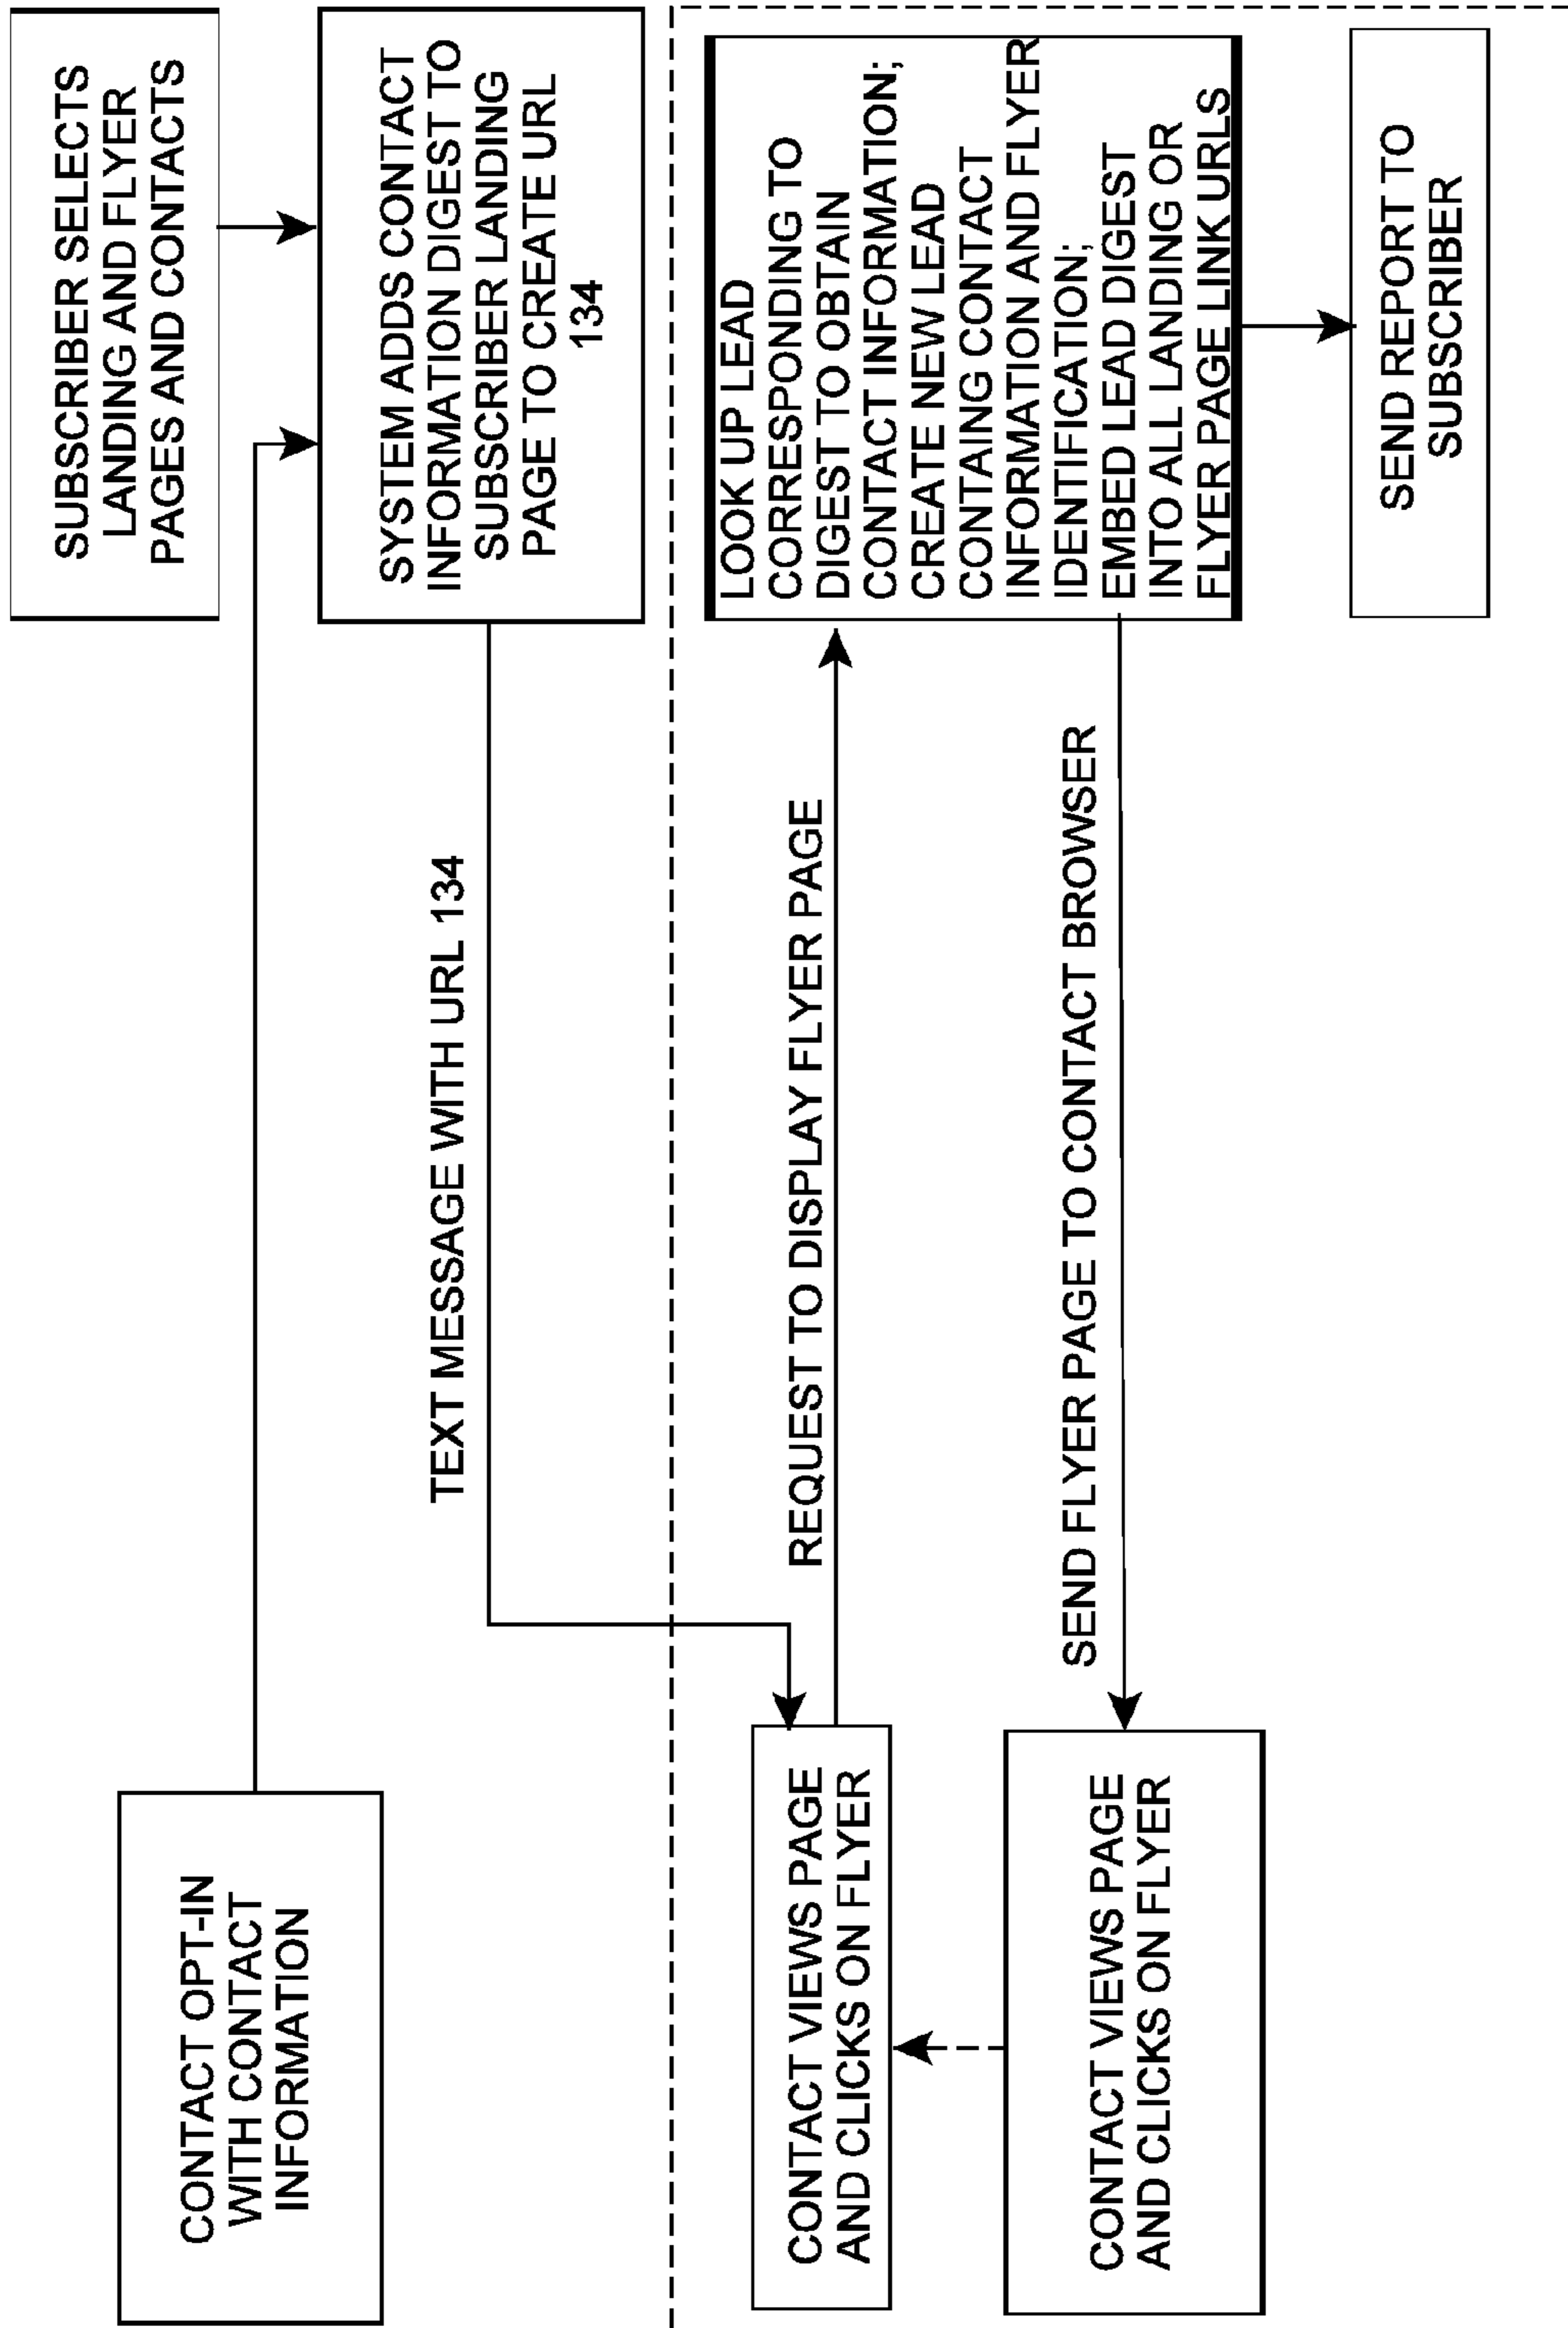 SUBSCRIBER SELECTS
LANDING AND FLYER
PAGES AND CONTACTS
CONTACT OPT-IN
WITH CONTACT
INFORMATION
SYSTEM ADDS CONTACT
INFORMATION DIGEST TO
SUBSCRIBER LANDING
PAGE TO CREATE URL
134
TEXT MESSAGE WITH URL 134
CONTACT VIEWS PAGE
AND CLICKS ON FLYER
REQUEST TO DISPLAY FLYER PAGE
LOOK UP LEAD
CORRESPONDING TO
DIGEST TO OBTAIN
CONTACT INFORMATION;
CREATE NEW LEAD
CONTAING CONTACT
INFORMATION AND FLYER
IDENTIFICATION;
EMBED LEAD DIGEST
INTO ALL LANDING OR
FLYER PAGE LINK URLS
SEND FLYER PAGE TO CONTACT BROWSER
CONTACT VIEWS PAGE
AND CLICKS ON FLYER
SEND REPORT TO
SUBSCRIBER